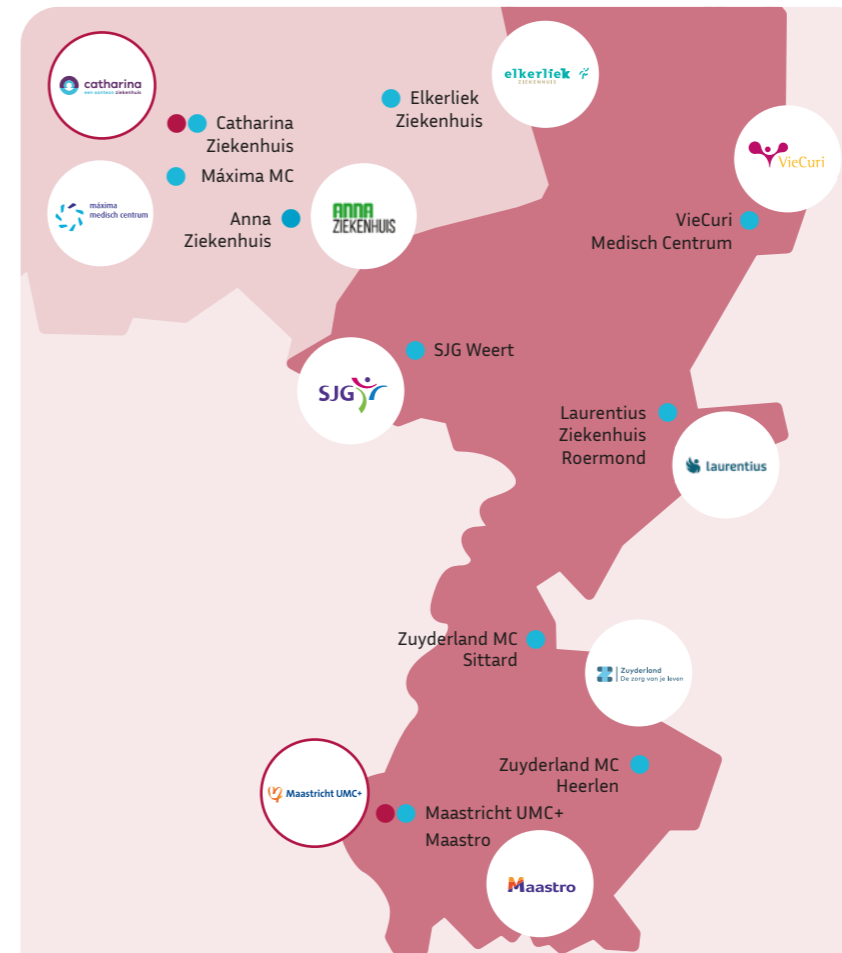 catharina
een santeon ziekenhuis
Catharina
Ziekenhuis
elkerliek
ZIEKENHUIS
Elkerliek
Ziekenhuis
VieCuri
máxima
medisch centrum
Máxima MC
Anna
Ziekenhuis
ANNA
ZIEKENHUIS
VieCuri
Medisch Centrum
SJG Weert
SJG
Laurentius
Ziekenhuis
Roermond
laurentius
Zuyderland MC
Sittard
Zuyderland
De zorg van je leven
Zuyderland MC
Heerlen
Maastricht UMC+
Maastricht UMC+
Maastro
Maastro